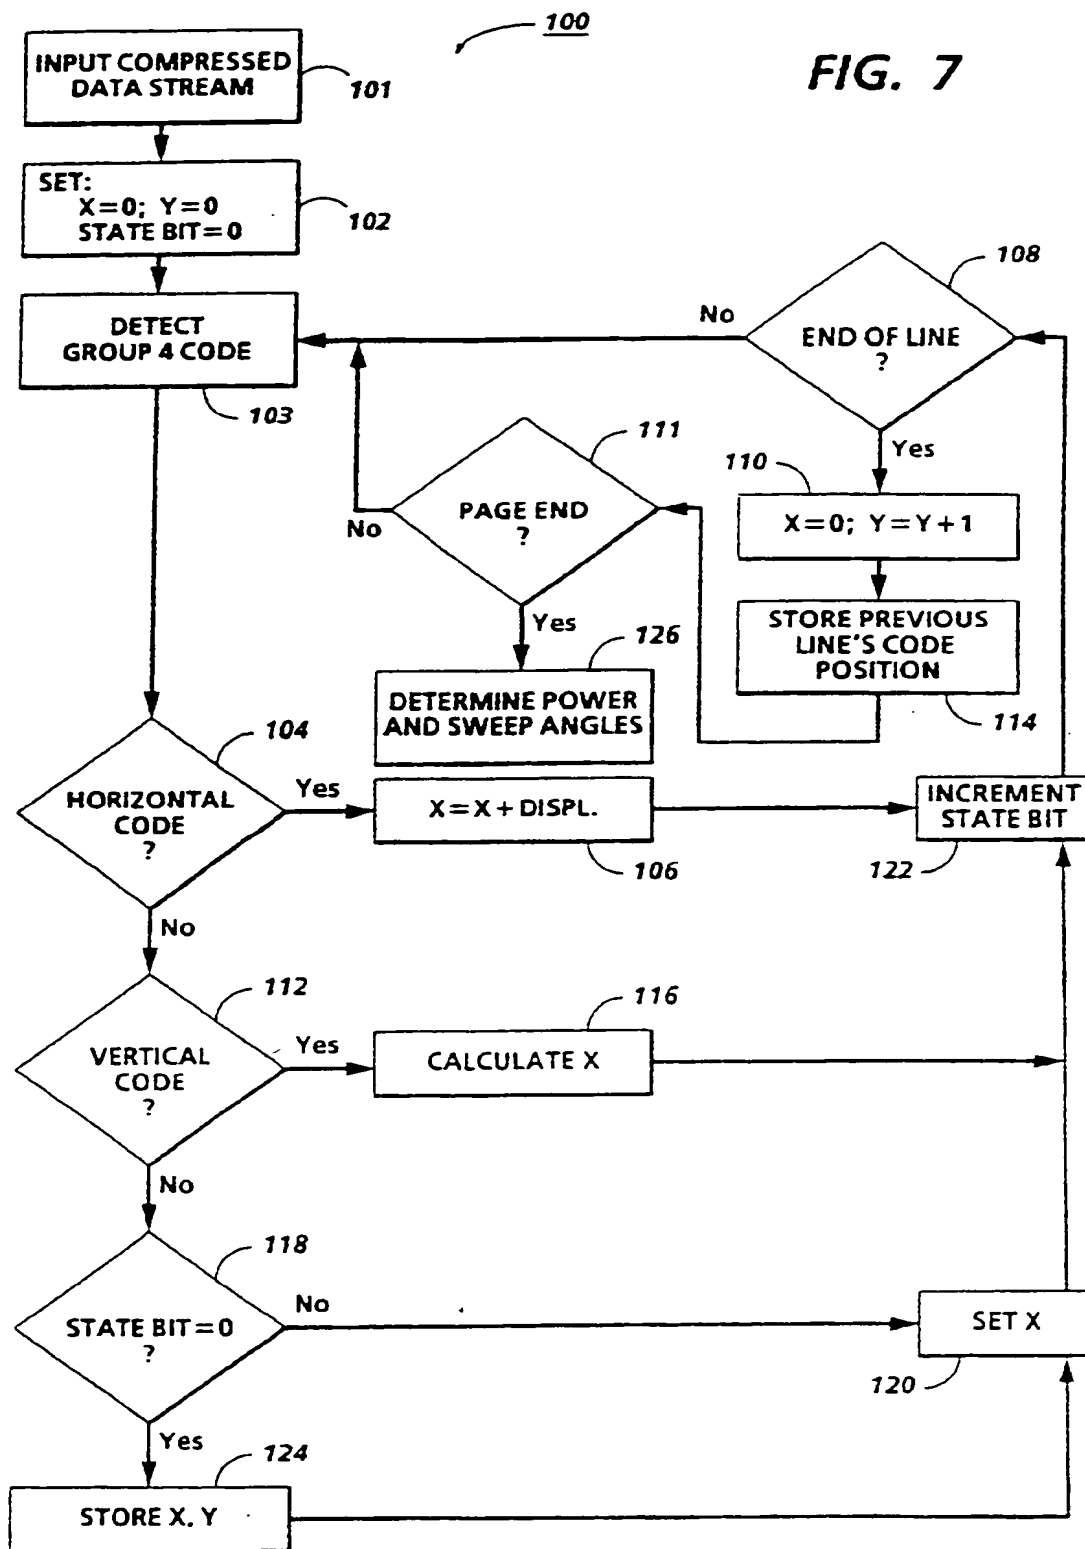 100
FIG. 7
INPUT COMPRESSED
DATA STREAM
101
SET:
X=0; Y=0
STATE BIT=0
102
DETECT
GROUP 4 CODE
103
108
END OF LINE
?
No
Yes
110
X=0; Y=Y+1
STORE PREVIOUS
LINE'S CODE
POSITION
114
111
PAGE END
?
No
Yes
126
DETERMINE POWER
AND SWEEP ANGLES
104
HORIZONTAL
CODE
?
Yes
X=X+DISPL.
106
INCREMENT
STATE BIT
122
No
112
VERTICAL
CODE
?
Yes
116
CALCULATE X
No
118
STATE BIT=0
?
No
SET X
120
Yes
124
STORE X, Y